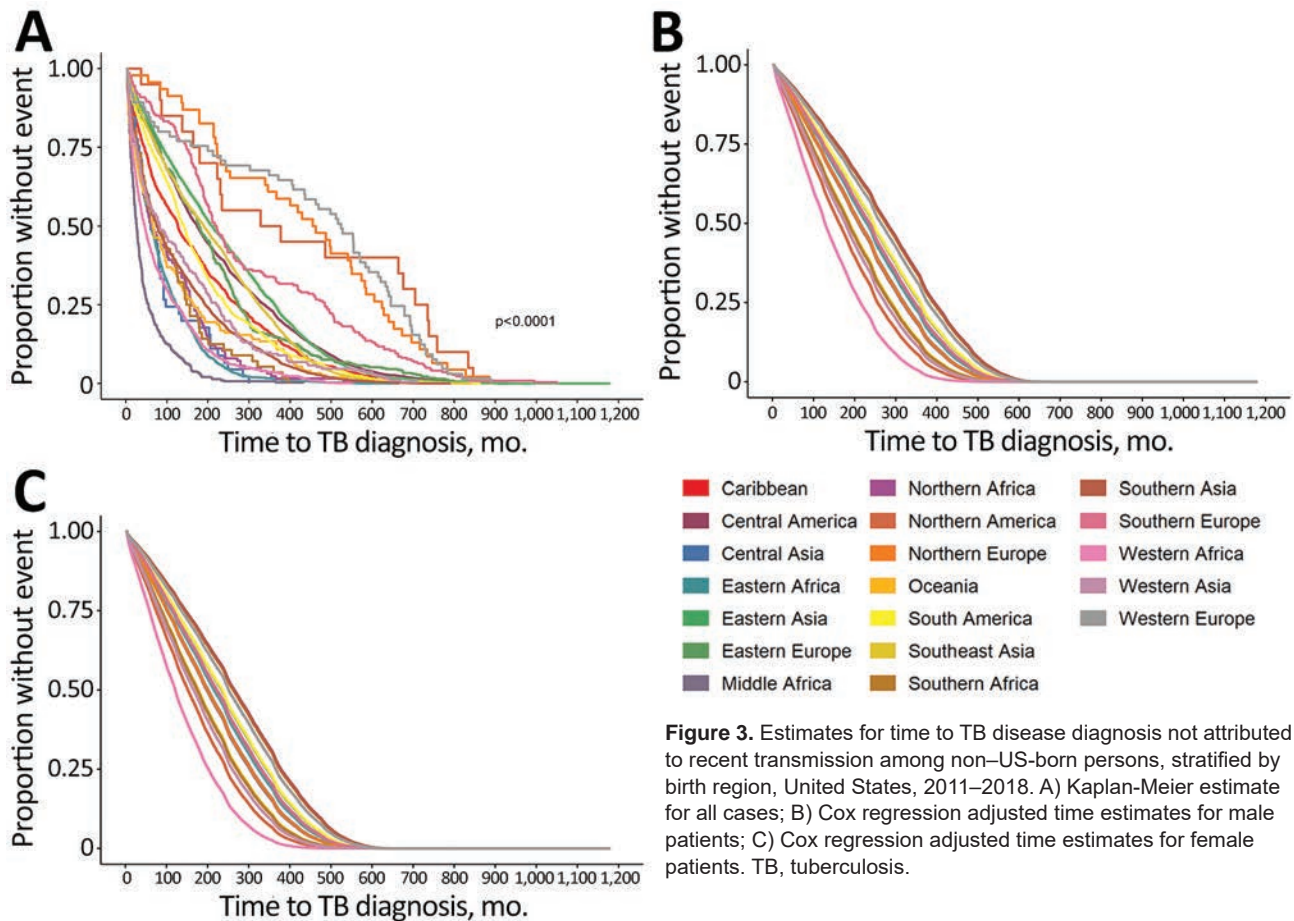 A
Proportion without event
1.00
0.75
0.50
0.25
0
p<0.0001
0 100 200 300 400 500 600 700 800 900 1,000 1,100 1,200
Time to TB diagnosis, mo.
B
Proportion without event
1.00
0.75
0.50
0.25
0
0 100 200 300 400 500 600 700 800 900 1,000 1,100 1,200
Time to TB diagnosis, mo.
C
Proportion without event
1.00
0.75
0.50
0.25
0
0 100 200 300 400 500 600 700 800 900 1,000 1,100 1,200
Time to TB diagnosis, mo.
Caribbean
Central America
Central Asia
Eastern Africa
Eastern Asia
Eastern Europe
Middle Africa
Northern Africa
Northern America
Northern Europe
Oceania
South America
Southeast Asia
Southern Africa
Southern Asia
Southern Europe
Western Africa
Western Asia
Western Europe
Figure 3. Estimates for time to TB disease diagnosis not attributed
to recent transmission among non–US-born persons, stratified by
birth region, United States, 2011–2018. A) Kaplan-Meier estimate
for all cases; B) Cox regression adjusted time estimates for male
patients; C) Cox regression adjusted time estimates for female
patients. TB, tuberculosis.